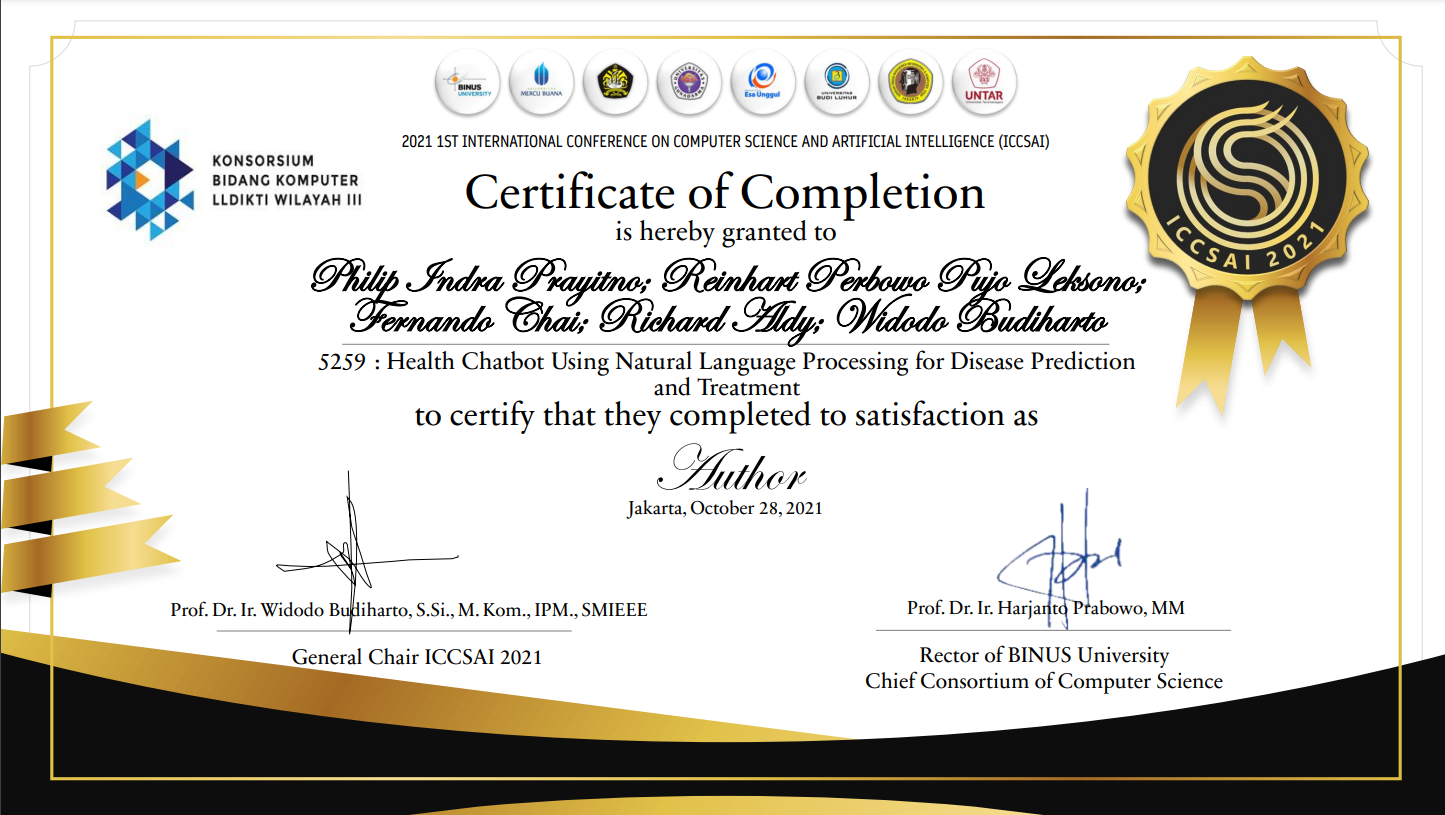 BINUS
UNIVERSITY
UNIVERSITAS
MERCU BUANA
UNIVERSITAS GUNADARMA
Esa Unggul
UNIVERSITAS
BUDI LUHUR
UNTAR
2021 1ST INTERNATIONAL CONFERENCE ON COMPUTER SCIENCE AND ARTIFICIAL INTELLIGENCE (ICCSAI)
KONSORSIUM
BIDANG KOMPUTER
LLDIKTI WILAYAH III
ICCSAI 2021
Certificate of Completion
is hereby granted to
Philip Indra Prayitno; Reinhart Perbowo Pujo Leksono;
Fernando Chai; Richard Aldy; Widodo Budiharto
5259 : Health Chatbot Using Natural Language Processing for Disease Prediction
and Treatment
to certify that they completed to satisfaction as
Author
Jakarta, October 28, 2021
Prof. Dr. Ir. Widodo Budiharto, S.Si., M. Kom., IPM., SMIEEE
General Chair ICCSAI 2021
Prof. Dr. Ir. Harjanto Prabowo, MM
Rector of BINUS University
Chief Consortium of Computer Science